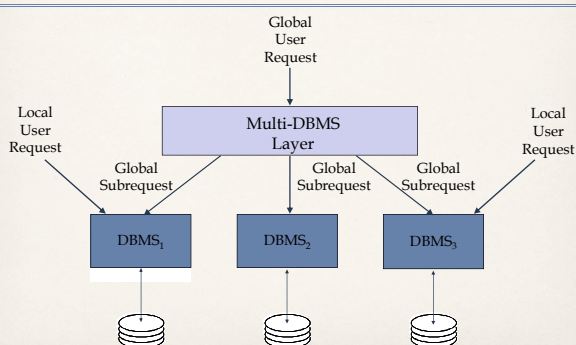 Global
User
Request
Local
User
Request
Multi-DBMS
Layer
Local
User
Request
Global
Subrequest
Global
Subrequest
Global
Subrequest
DBMS₁
DBMS₂
DBMS₃